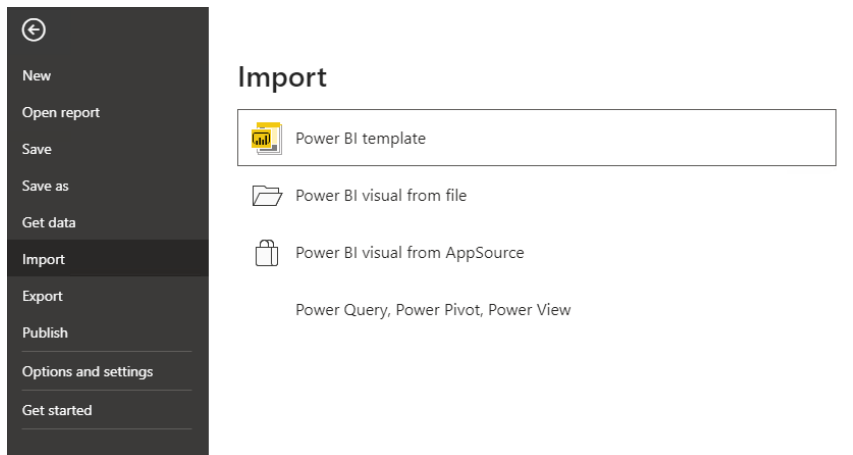 New
Open report
Save
Save as
Get data
Import
Export
Publish
Options and settings
Get started
Import
Power BI template
Power BI visual from file
Power BI visual from AppSource
Power Query, Power Pivot, Power View